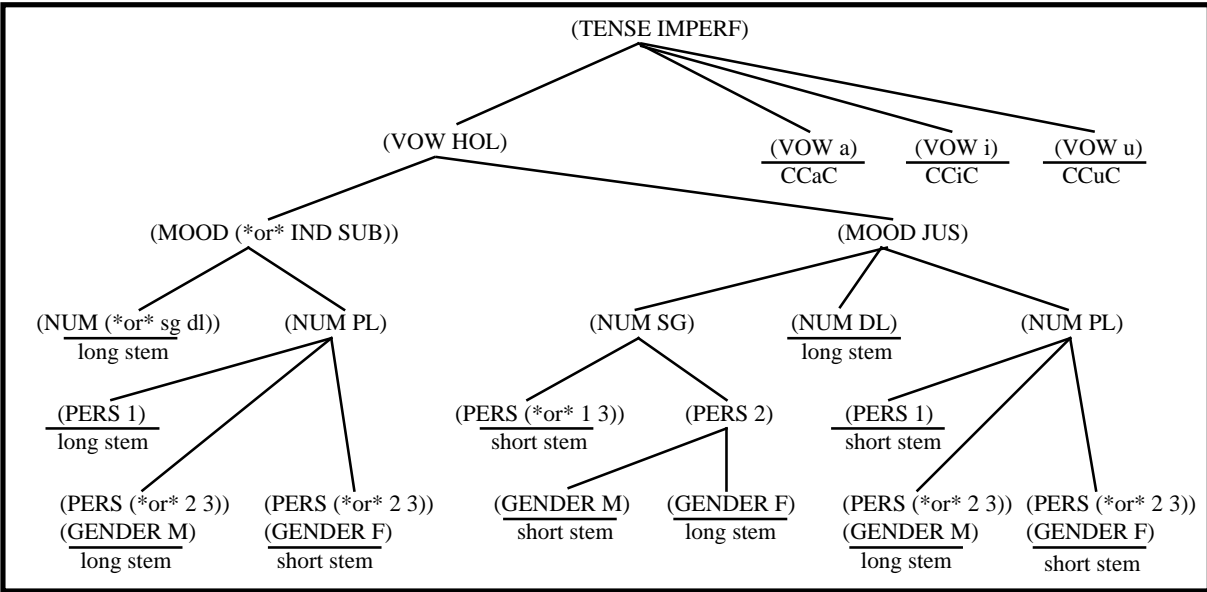 (TENSE IMPERF)
(VOW HOL)
(VOW a)
CCaC
(VOW i)
CCiC
(VOW u)
CCuC
(MOOD (*or* IND SUB))
(MOOD JUS)
(NUM (*or* sg dl))
long stem
(NUM PL)
(NUM SG)
(NUM DL)
long stem
(NUM PL)
(PERS 1)
long stem
(PERS (*or* 1 3))
short stem
(PERS 2)
(PERS 1)
short stem
(PERS (*or* 2 3))
(GENDER M)
long stem
(PERS (*or* 2 3))
(GENDER F)
short stem
(GENDER M)
short stem
(GENDER F)
long stem
(PERS (*or* 2 3))
(GENDER M)
long stem
(PERS (*or* 2 3))
(GENDER F)
short stem